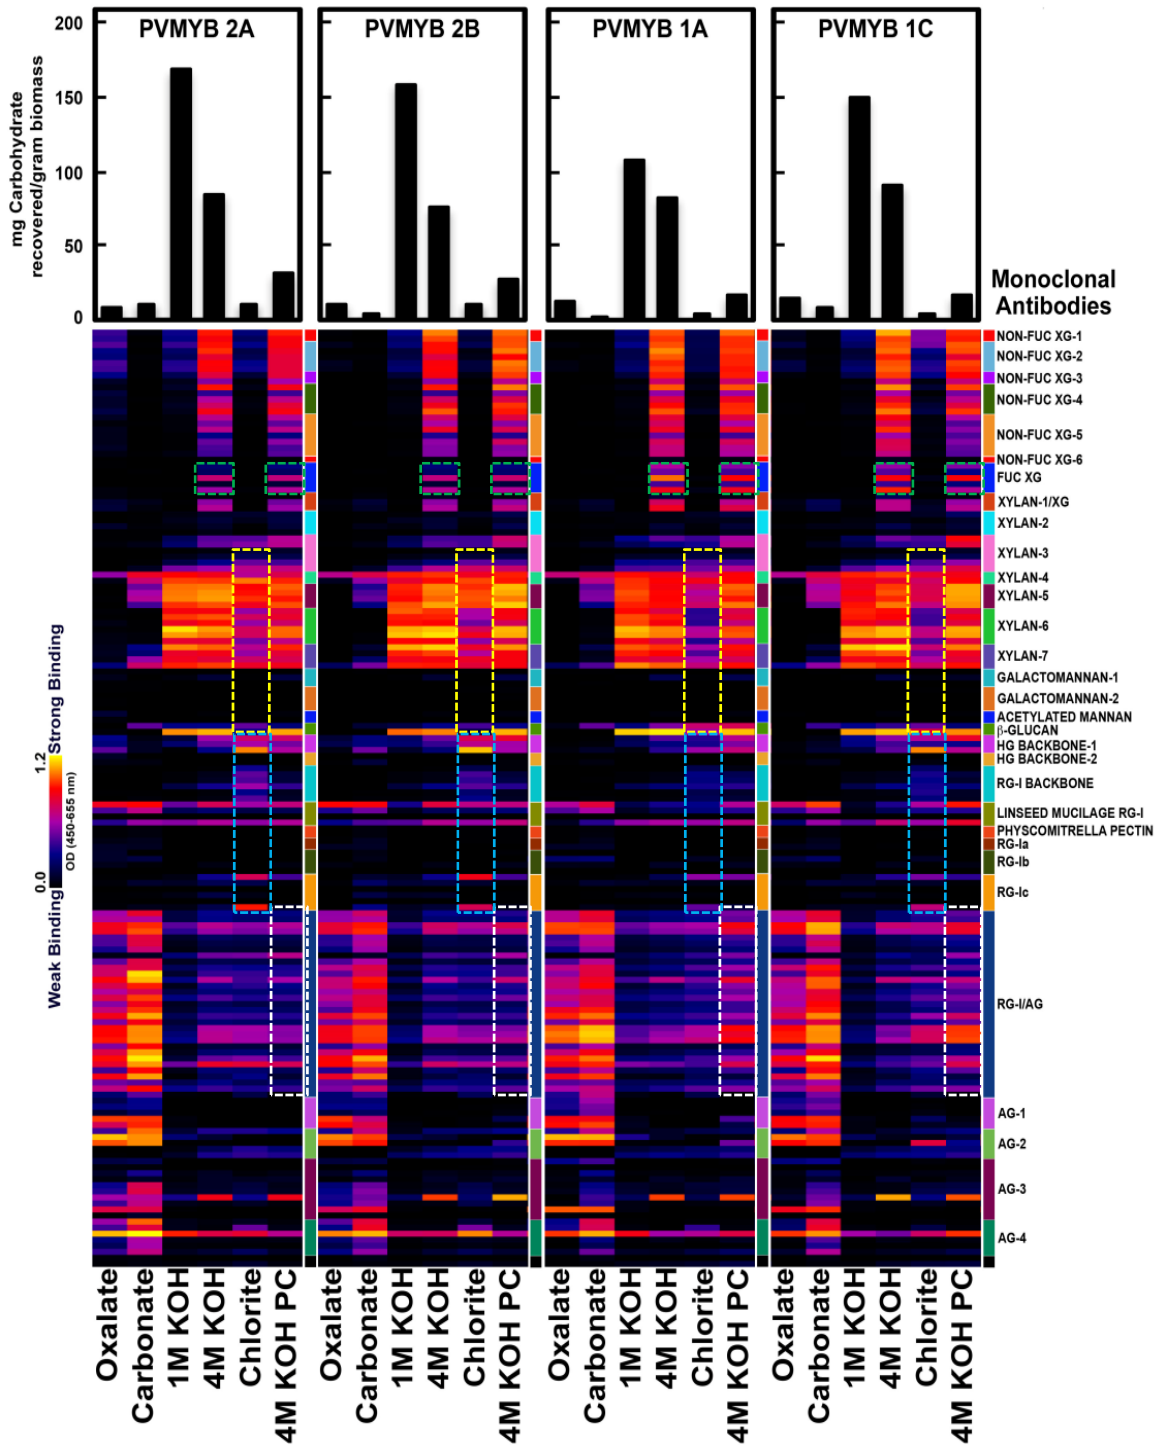 PVMYB 2A
PVMYB 2B
PVMYB 1A
PVMYB 1C
mg Carbohydrate
recovered/gram biomass
200
150
100
50
0
Monoclonal
Antibodies
NON-FUC XG-1
NON-FUC XG-2
NON-FUC XG-3
NON-FUC XG-4
NON-FUC XG-5
NON-FUC XG-6
FUC XG
XYLAN-1/XG
XYLAN-2
XYLAN-3
XYLAN-4
XYLAN-5
XYLAN-6
XYLAN-7
GALACTOMANNAN-1
GALACTOMANNAN-2
ACETYLATED MANNAN
β-GLUCAN
HG BACKBONE-1
HG BACKBONE-2
RG-I BACKBONE
LINSEED MUCILAGE RG-I
PHYSCOMITRELLA PECTIN
RG-Ia
RG-Ib
RG-Ic
RG-I/AG
AG-1
AG-2
AG-3
AG-4
Weak Binding Strong Binding
0.0 1.2
OD (450-655 nm)
Oxalate
Carbonate
1M KOH
4M KOH
Chlorite
4M KOH PC
Oxalate
Carbonate
1M KOH
4M KOH
Chlorite
4M KOH PC
Oxalate
Carbonate
1M KOH
4M KOH
Chlorite
4M KOH PC
Oxalate
Carbonate
1M KOH
4M KOH
Chlorite
4M KOH PC